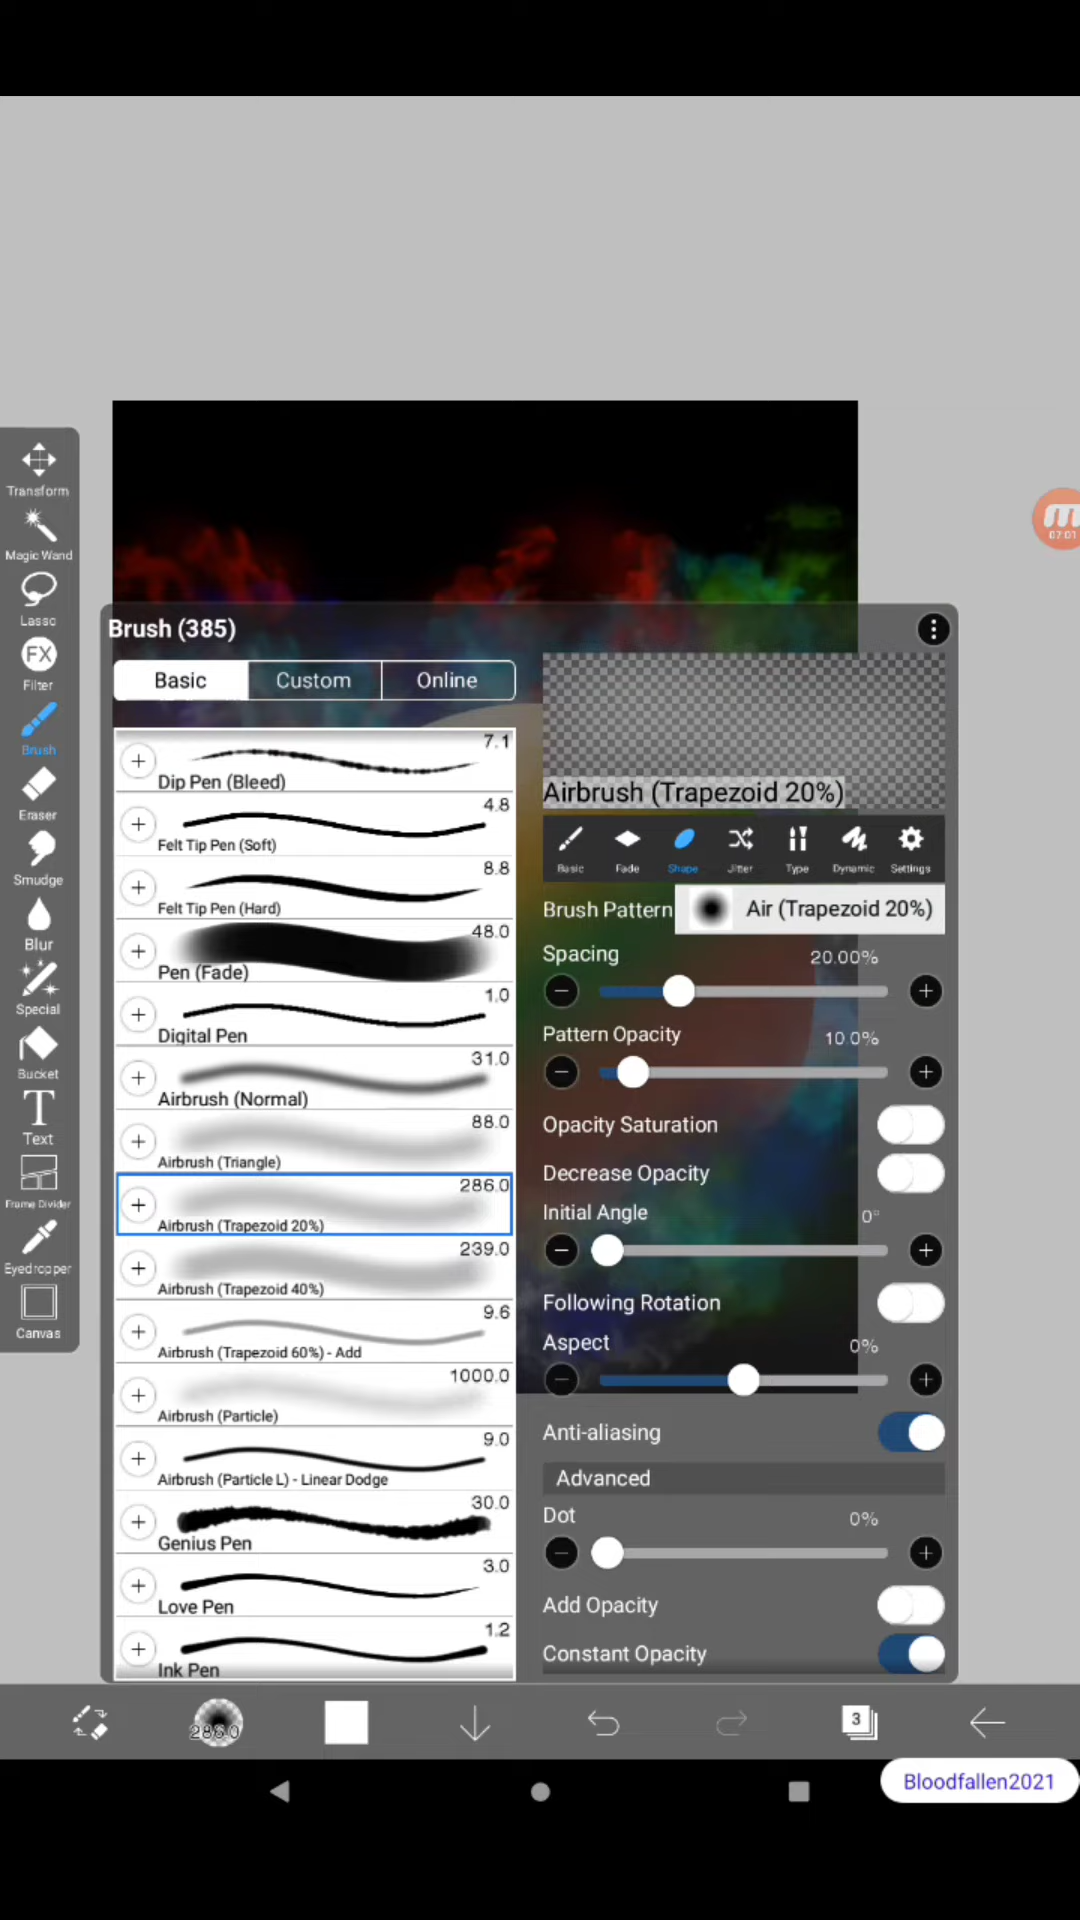 Transform
Magic Wand
Lasso
FX
Filter
Brush
Eraser
Smudge
Blur
Special
Bucket
T
Text
Frame Divider
Eyedropper
Canvas
07:01
Brush (385)
Basic
Custom
Online
7.1
Dip Pen (Bleed)
4.8
Felt Tip Pen (Soft)
8.8
Felt Tip Pen (Hard)
48.0
Pen (Fade)
1.0
Digital Pen
31.0
Airbrush (Normal)
88.0
Airbrush (Triangle)
286.0
Airbrush (Trapezoid 20%)
239.0
Airbrush (Trapezoid 40%)
9.6
Airbrush (Trapezoid 60%) - Add
1000.0
Airbrush (Particle)
9.0
Airbrush (Particle L) - Linear Dodge
30.0
Genius Pen
3.0
Love Pen
1.2
Ink Pen
Airbrush (Trapezoid 20%)
Basic
Fade
Shape
Jitter
Type
Dynamic
Settings
Brush Pattern
Air (Trapezoid 20%)
Spacing
20.00%
Pattern Opacity
10.0%
Opacity Saturation
Decrease Opacity
Initial Angle
0°
Following Rotation
Aspect
0%
Anti-aliasing
Advanced
Dot
0%
Add Opacity
Constant Opacity
286.0
3
Bloodfallen2021